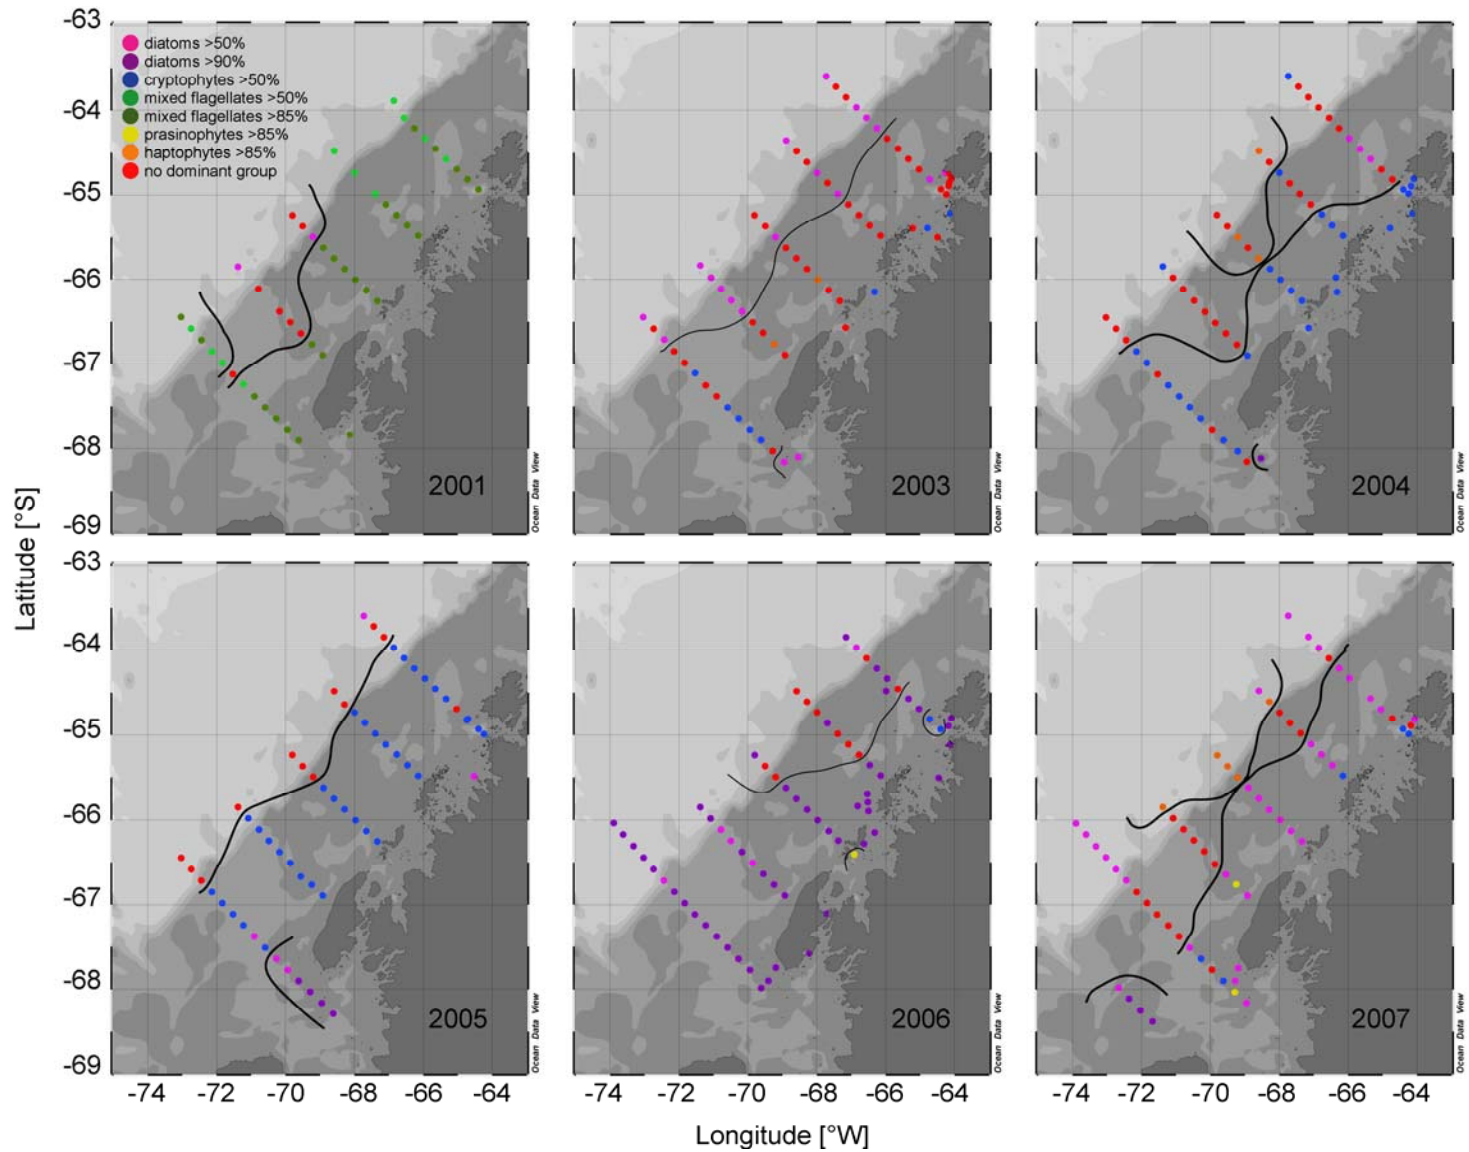 -63
-64
-65
-66
-67
-68
-69
diatoms >50%
diatoms >90%
cryptophytes >50%
mixed flagellates >50%
mixed flagellates >85%
prasinophytes >85%
haptophytes >85%
no dominant group
2001
Ocean Data View
2003
Ocean Data View
2004
Ocean Data View
Latitude [°S]
-63
-64
-65
-66
-67
-68
-69
2005
Ocean Data View
2006
Ocean Data View
2007
Ocean Data View
-74 -72 -70 -68 -66 -64
-74 -72 -70 -68 -66 -64
-74 -72 -70 -68 -66 -64
Longitude [°W]